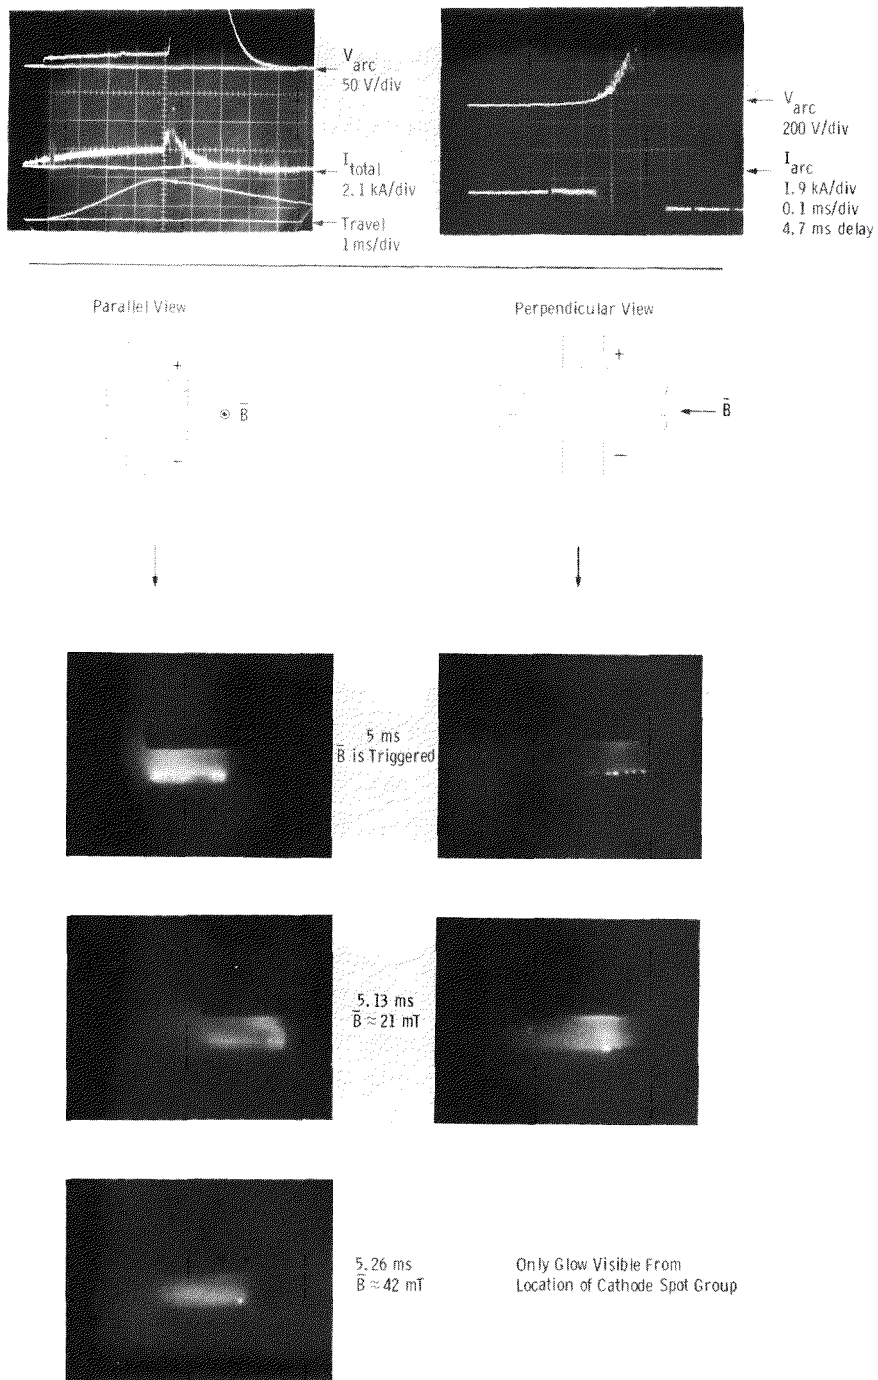 V arc
50 V/div
I total
2.1 kA/div
Travel
1 ms/div
V arc
200 V/div
I arc
1.9 kA/div
0.1 ms/div
4.7 ms delay
Parallel View
+
B̄
−
Perpendicular View
+
B̄
−
5 ms
B̄ is Triggered
5.13 ms
B̄ ≈ 21 mT
5.26 ms
B̄ ≈ 42 mT
Only Glow Visible From
Location of Cathode Spot Group